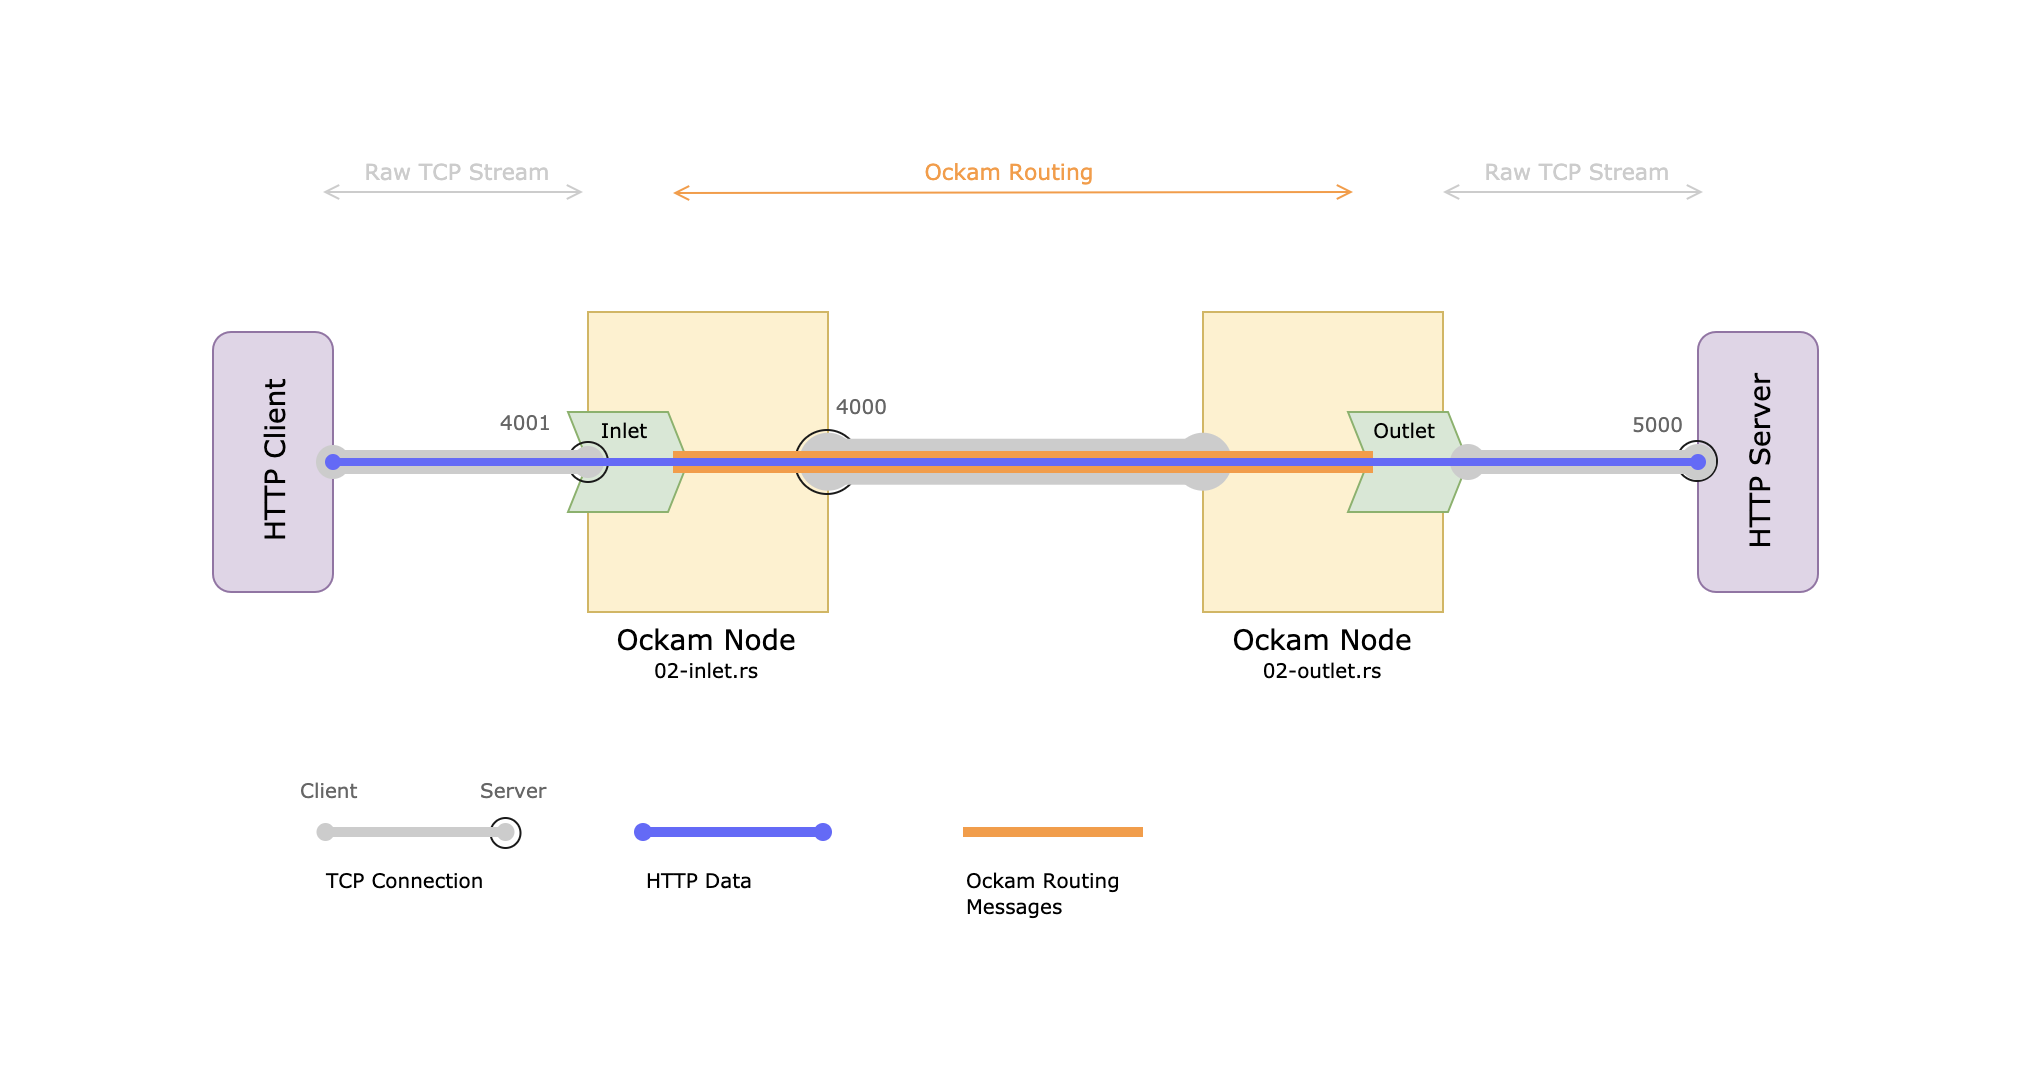 Raw TCP Stream
Ockam Routing
Raw TCP Stream
HTTP Client
4001
Inlet
4000
Outlet
5000
HTTP Server
Ockam Node
02-inlet.rs
Ockam Node
02-outlet.rs
Client
Server
TCP Connection
HTTP Data
Ockam Routing
Messages